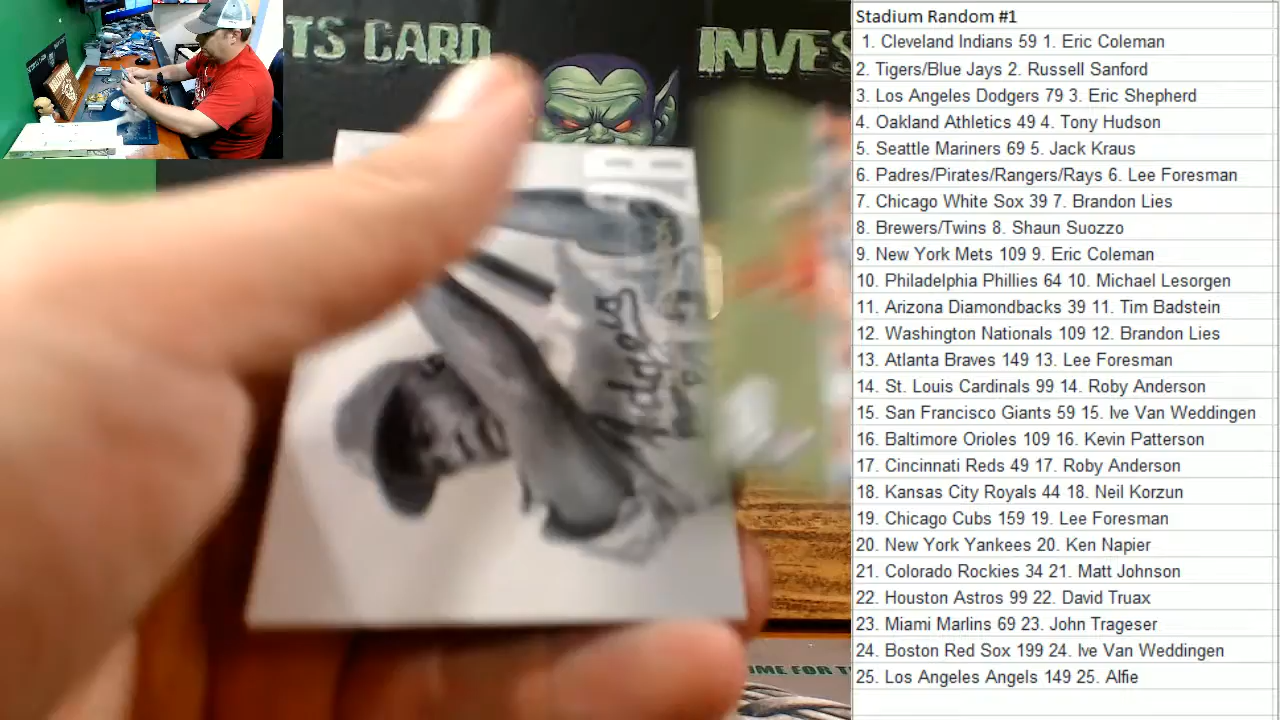 TS CARD INVES
Dodgers
IME FOR T
Stadium Random #1
1. Cleveland Indians 59 1. Eric Coleman
2. Tigers/Blue Jays 2. Russell Sanford
3. Los Angeles Dodgers 79 3. Eric Shepherd
4. Oakland Athletics 49 4. Tony Hudson
5. Seattle Mariners 69 5. Jack Kraus
6. Padres/Pirates/Rangers/Rays 6. Lee Foresman
7. Chicago White Sox 39 7. Brandon Lies
8. Brewers/Twins 8. Shaun Suozzo
9. New York Mets 109 9. Eric Coleman
10. Philadelphia Phillies 64 10. Michael Lesorgen
11. Arizona Diamondbacks 39 11. Tim Badstein
12. Washington Nationals 109 12. Brandon Lies
13. Atlanta Braves 149 13. Lee Foresman
14. St. Louis Cardinals 99 14. Roby Anderson
15. San Francisco Giants 59 15. Ive Van Weddingen
16. Baltimore Orioles 109 16. Kevin Patterson
17. Cincinnati Reds 49 17. Roby Anderson
18. Kansas City Royals 44 18. Neil Korzun
19. Chicago Cubs 159 19. Lee Foresman
20. New York Yankees 20. Ken Napier
21. Colorado Rockies 34 21. Matt Johnson
22. Houston Astros 99 22. David Truax
23. Miami Marlins 69 23. John Trageser
24. Boston Red Sox 199 24. Ive Van Weddingen
25. Los Angeles Angels 149 25. Alfie